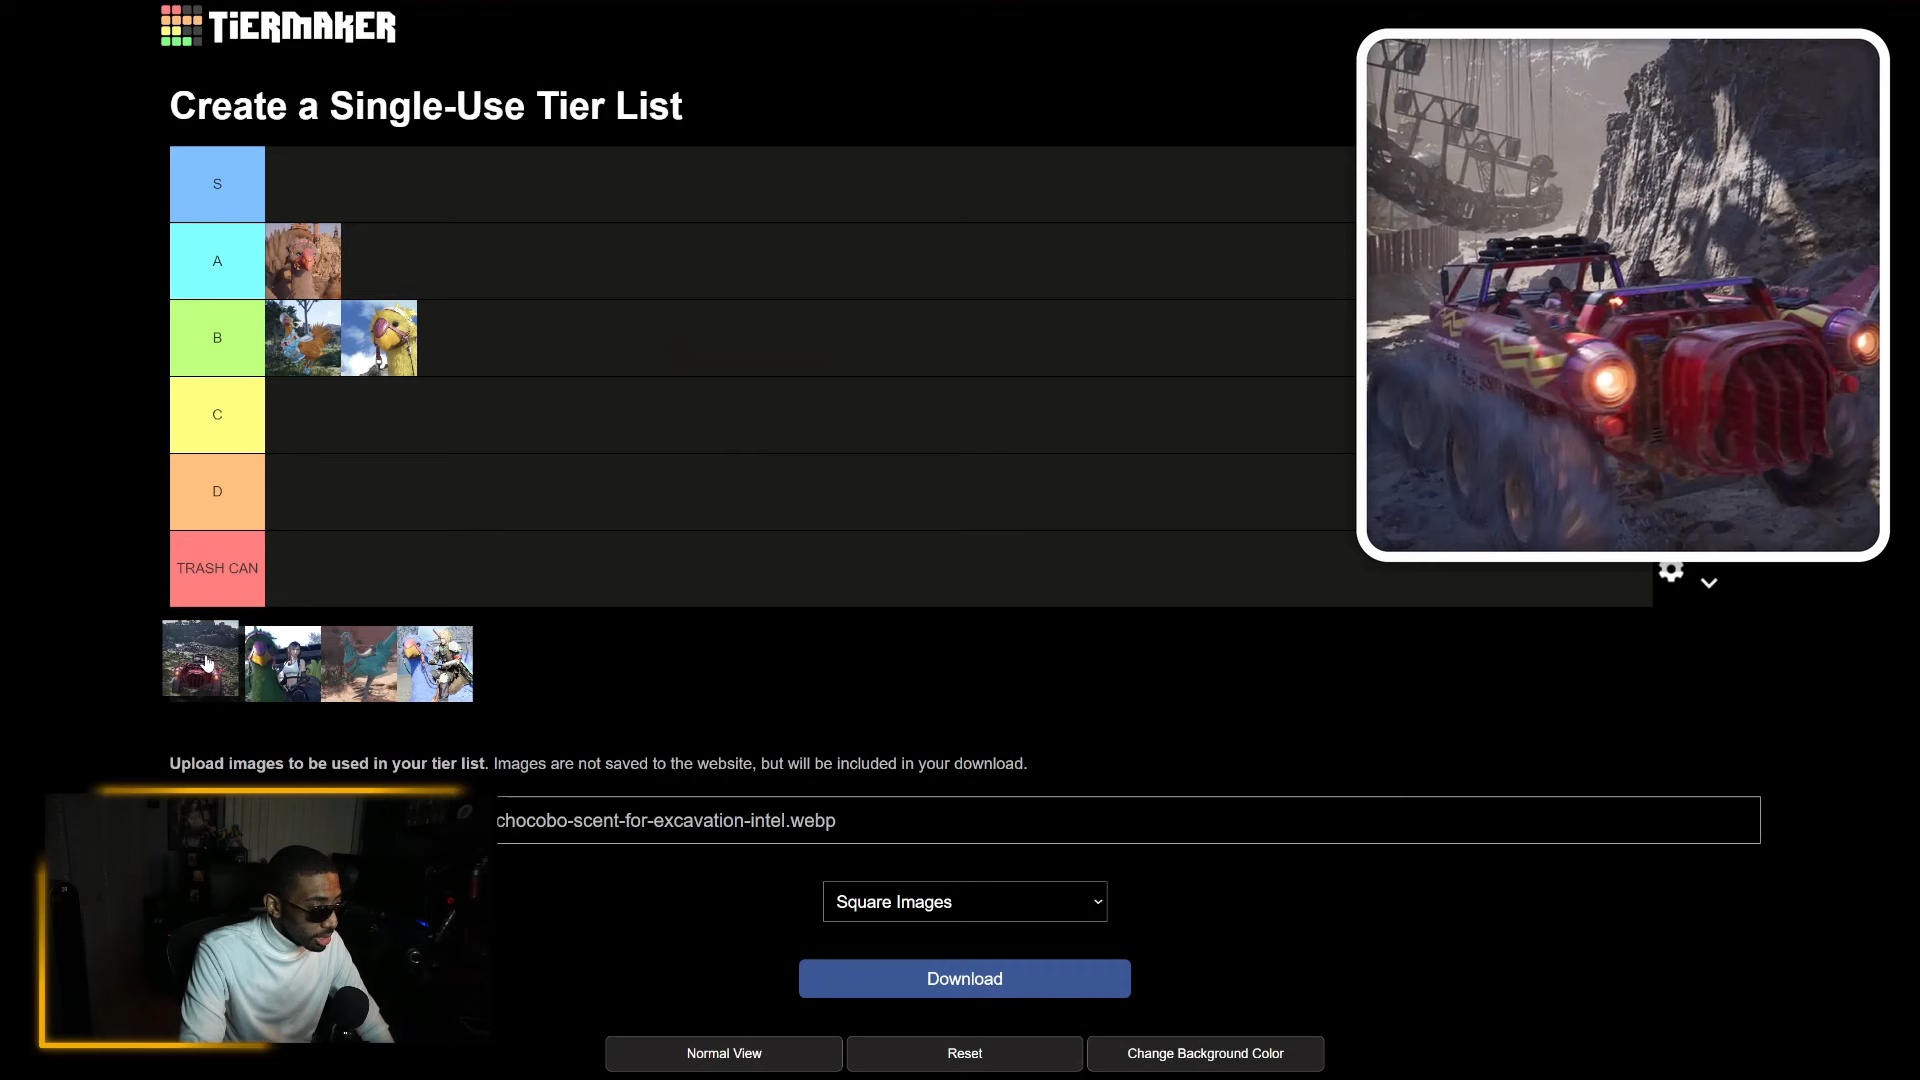 TiERMAKER
Create a Single-Use Tier List
S
A
B
C
D
TRASH CAN
Upload images to be used in your tier list. Images are not saved to the website, but will be included in your download.
chocobo-scent-for-excavation-intel.webp
Square Images
Download
Normal View
Reset
Change Background Color